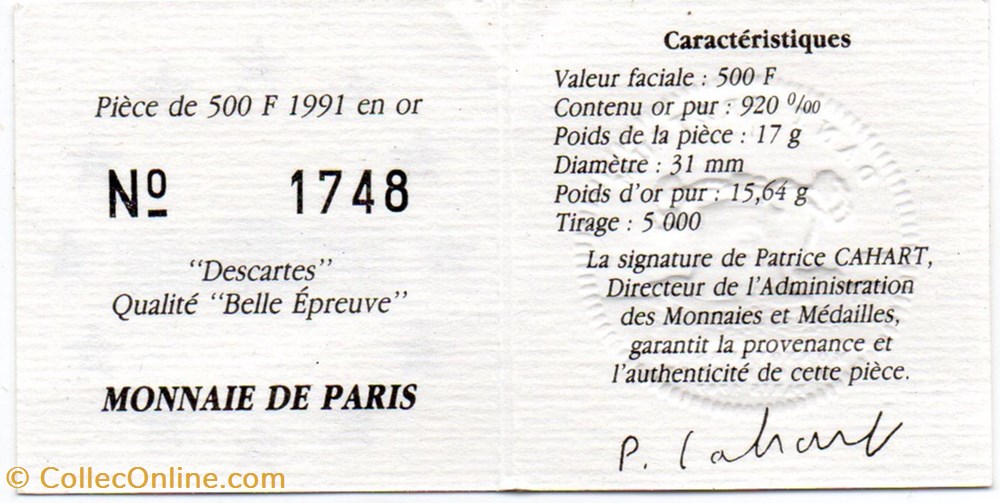 Pièce de 500 F 1991 en or
Nº 1748
"Descartes"
Qualité "Belle Épreuve"
MONNAIE DE PARIS
Caractéristiques
Valeur faciale : 500 F
Contenu or pur : 920 ⁰/₀₀
Poids de la pièce : 17 g
Diamètre : 31 mm
Poids d'or pur : 15,64 g
Tirage : 5 000
La signature de Patrice CAHART,
Directeur de l'Administration
des Monnaies et Médailles,
garantit la provenance et
l'authenticité de cette pièce.
P. Cahart
© CollecOnline.com